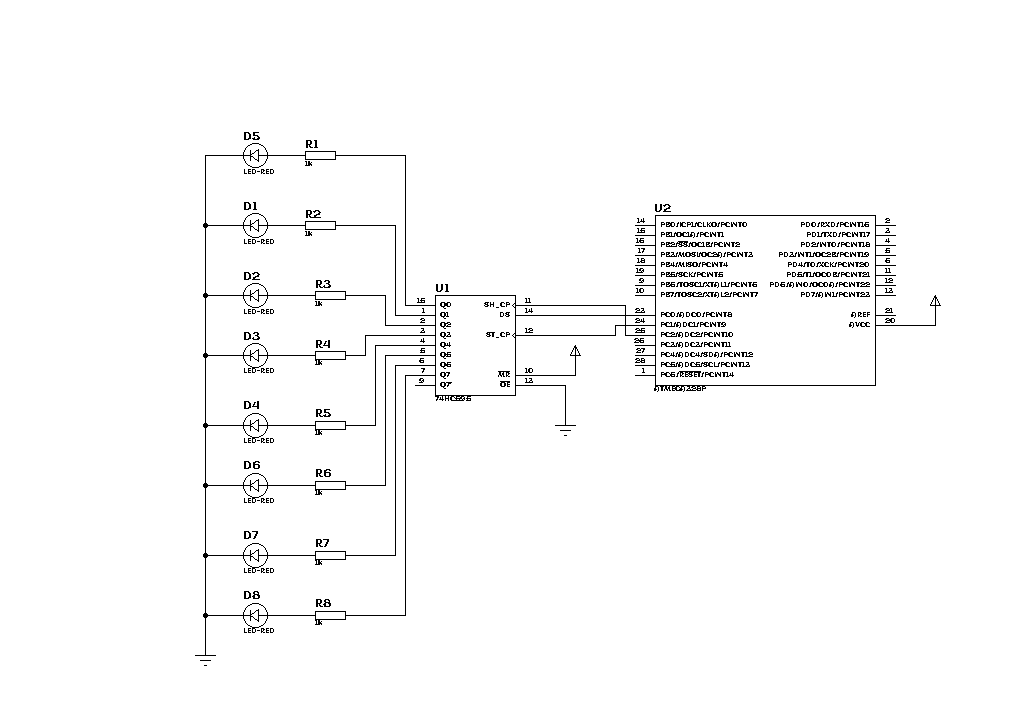 D5
LED-RED
R1
1k
D1
LED-RED
R2
1k
D2
LED-RED
R3
1k
D3
LED-RED
R4
1k
D4
LED-RED
R5
1k
D6
LED-RED
R6
1k
D7
LED-RED
R7
1k
D8
LED-RED
R8
1k
U1
15 Q0 SH_CP 11
1 Q1 DS 14
2 Q2
3 Q3 ST_CP 12
4 Q4
5 Q5
6 Q6
7 Q7 MR 10
9 Q7' OE 13
74HC595
U2
14 PB0/ICP1/CLKO/PCINT0 PD0/RXD/PCINT16 2
15 PB1/OC1A/PCINT1 PD1/TXD/PCINT17 3
16 PB2/SS/OC1B/PCINT2 PD2/INT0/PCINT18 4
17 PB3/MOSI/OC2A/PCINT3 PD3/INT1/OC2B/PCINT19 5
18 PB4/MISO/PCINT4 PD4/T0/XCK/PCINT20 6
19 PB5/SCK/PCINT5 PD5/T1/OC0B/PCINT21 11
9 PB6/TOSC1/XTAL1/PCINT6 PD6/AIN0/OC0A/PCINT22 12
10 PB7/TOSC2/XTAL2/PCINT7 PD7/AIN1/PCINT23 13
23 PC0/ADC0/PCINT8 AREF 21
24 PC1/ADC1/PCINT9 AVCC 20
25 PC2/ADC2/PCINT10
26 PC3/ADC3/PCINT11
27 PC4/ADC4/SDA/PCINT12
28 PC5/ADC5/SCL/PCINT13
1 PC6/RESET/PCINT14
ATMEGA328P